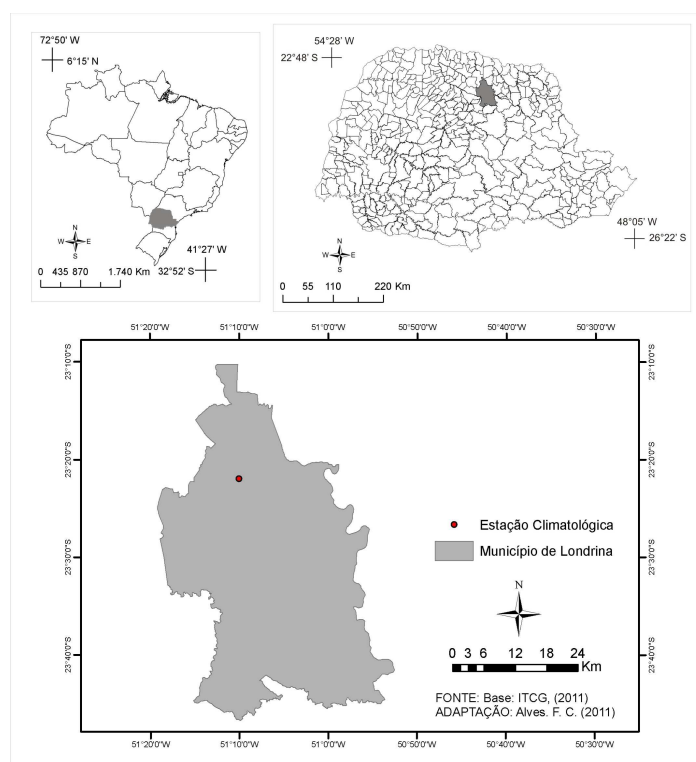 72°50' W
6°15' N
N
W E
S
41°27' W
32°52' S
0 435 870 1.740 Km
54°28' W
22°48' S
48°05' W
26°22' S
N
W E
S
0 55 110 220 Km
51°20'0"W 51°10'0"W 51°0'0"W 50°50'0"W 50°40'0"W 50°30'0"W
23°10'0"S 23°10'0"S
23°20'0"S 23°20'0"S
23°30'0"S 23°30'0"S
23°40'0"S 23°40'0"S
Estação Climatológica
Município de Londrina
N
0 3 6 12 18 24
Km
FONTE: Base: ITCG, (2011)
ADAPTAÇÃO: Alves. F. C. (2011)
51°20'0"W 51°10'0"W 51°0'0"W 50°50'0"W 50°40'0"W 50°30'0"W